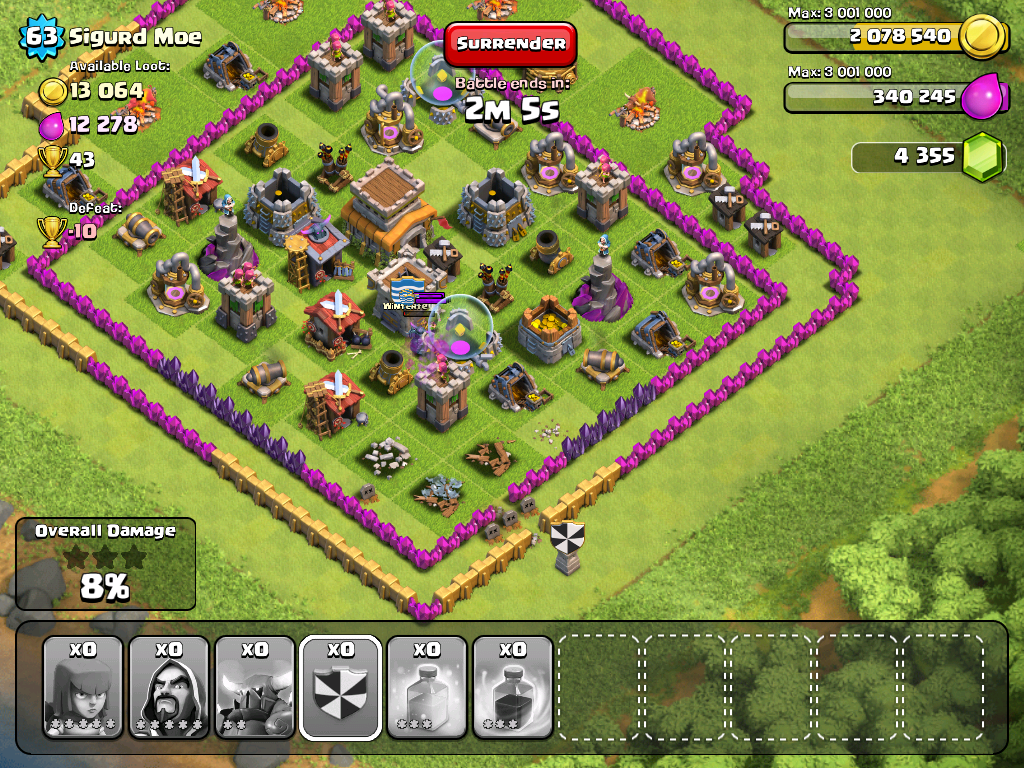 63 Sigurd Moe
Available Loot:
13 064
12 278
43
Defeat:
-10
Surrender
Battle ends in:
2M 5s
Max: 3 001 000
2 078 540
Max: 3 001 000
340 245
4 355
Overall Damage
8%
x0 x0 x0 x0 x0 x0